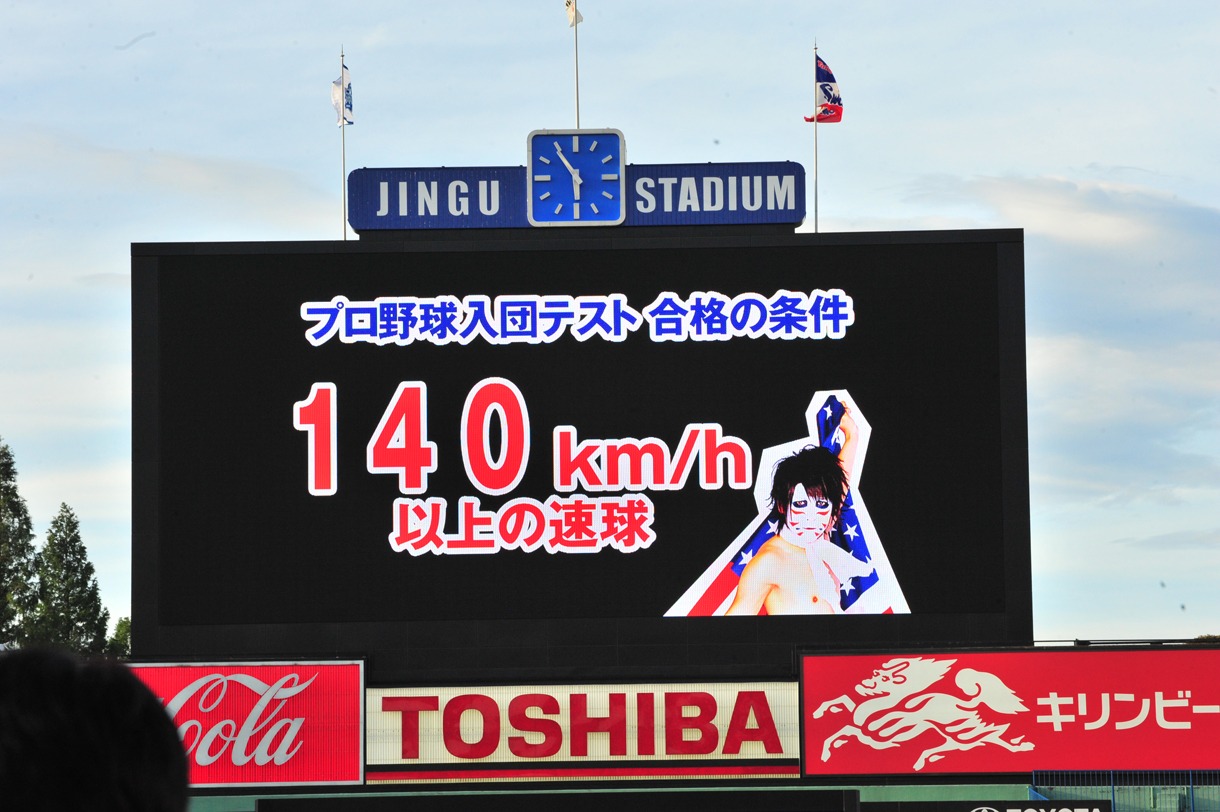 JINGU STADIUM
プロ野球入団テスト 合格の条件
140 km/h
以上の速球
Cola
TOSHIBA
キリンビー
TOYOTA